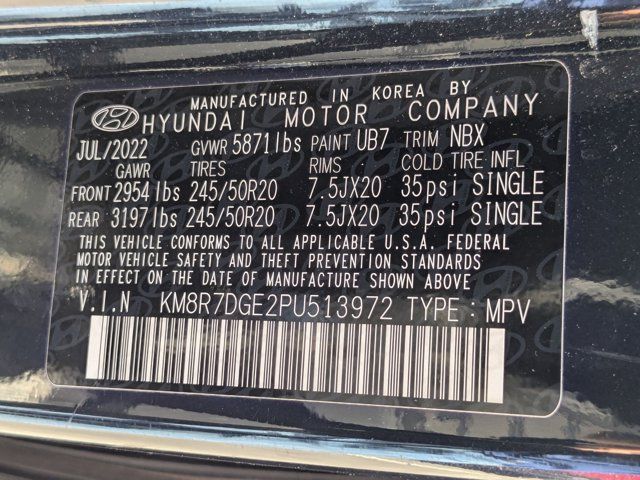 MANUFACTURED IN KOREA BY
HYUNDAI MOTOR COMPANY
JUL/2022 GVWR 5871lbs PAINT UB7 TRIM NBX
GAWR TIRES RIMS COLD TIRE INFL
FRONT 2954lbs 245/50R20 7.5JX20 35psi SINGLE
REAR 3197lbs 245/50R20 7.5JX20 35psi SINGLE
THIS VEHICLE CONFORMS TO ALL APPLICABLE U.S.A. FEDERAL
MOTOR VEHICLE SAFETY AND THEFT PREVENTION STANDARDS
IN EFFECT ON THE DATE OF MANUFACTURE SHOWN ABOVE
V.I.N KM8R7DGE2PU513972 TYPE: MPV